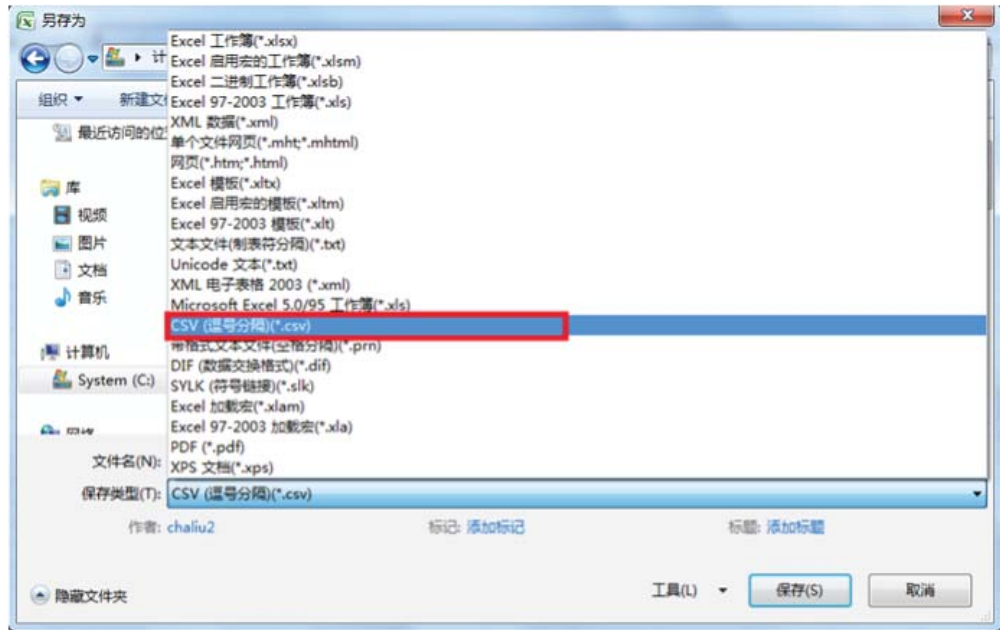 另存为
计
组织 新建文
最近访问的位
库
视频
图片
文档
音乐
计算机
System (C:)
网络
Excel 工作簿(*.xlsx)
Excel 启用宏的工作簿(*.xlsm)
Excel 二进制工作簿(*.xlsb)
Excel 97-2003 工作簿(*.xls)
XML 数据(*.xml)
单个文件网页(*.mht;*.mhtml)
网页(*.htm;*.html)
Excel 模板(*.xltx)
Excel 启用宏的模板(*.xltm)
Excel 97-2003 模板(*.xlt)
文本文件(制表符分隔)(*.txt)
Unicode 文本(*.txt)
XML 电子表格 2003 (*.xml)
Microsoft Excel 5.0/95 工作簿(*.xls)
CSV (逗号分隔)(*.csv)
带格式文本文件(空格分隔)(*.prn)
DIF (数据交换格式)(*.dif)
SYLK (符号链接)(*.slk)
Excel 加载宏(*.xlam)
Excel 97-2003 加载宏(*.xla)
PDF (*.pdf)
XPS 文档(*.xps)
文件名(N):
保存类型(T): CSV (逗号分隔)(*.csv)
作者: chaliu2 标记: 添加标记 标题: 添加标题
隐藏文件夹 工具(L) 保存(S) 取消